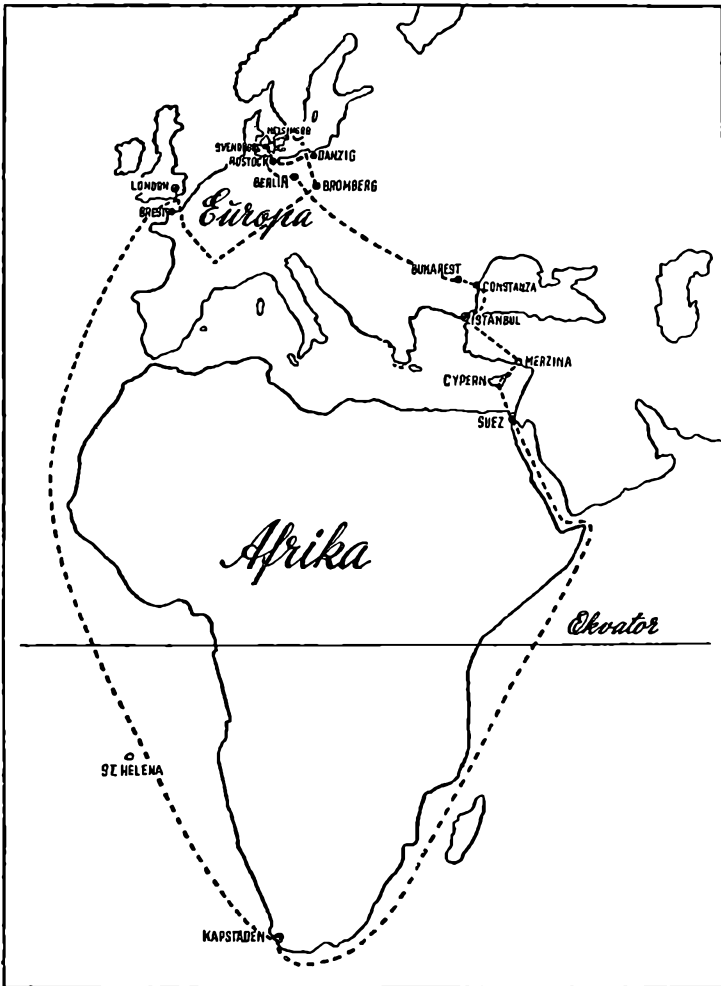 HELSINGØR
SVENDBORG
ROSTOCK
DANZIG
BERLIN
BROMBERG
LONDON
BREST
Europa
BUKAREST
CONSTANZA
ISTANBUL
MERZINA
CYPERN
SUEZ
Afrika
Ekvator
ST. HELENA
KAPSTADEN